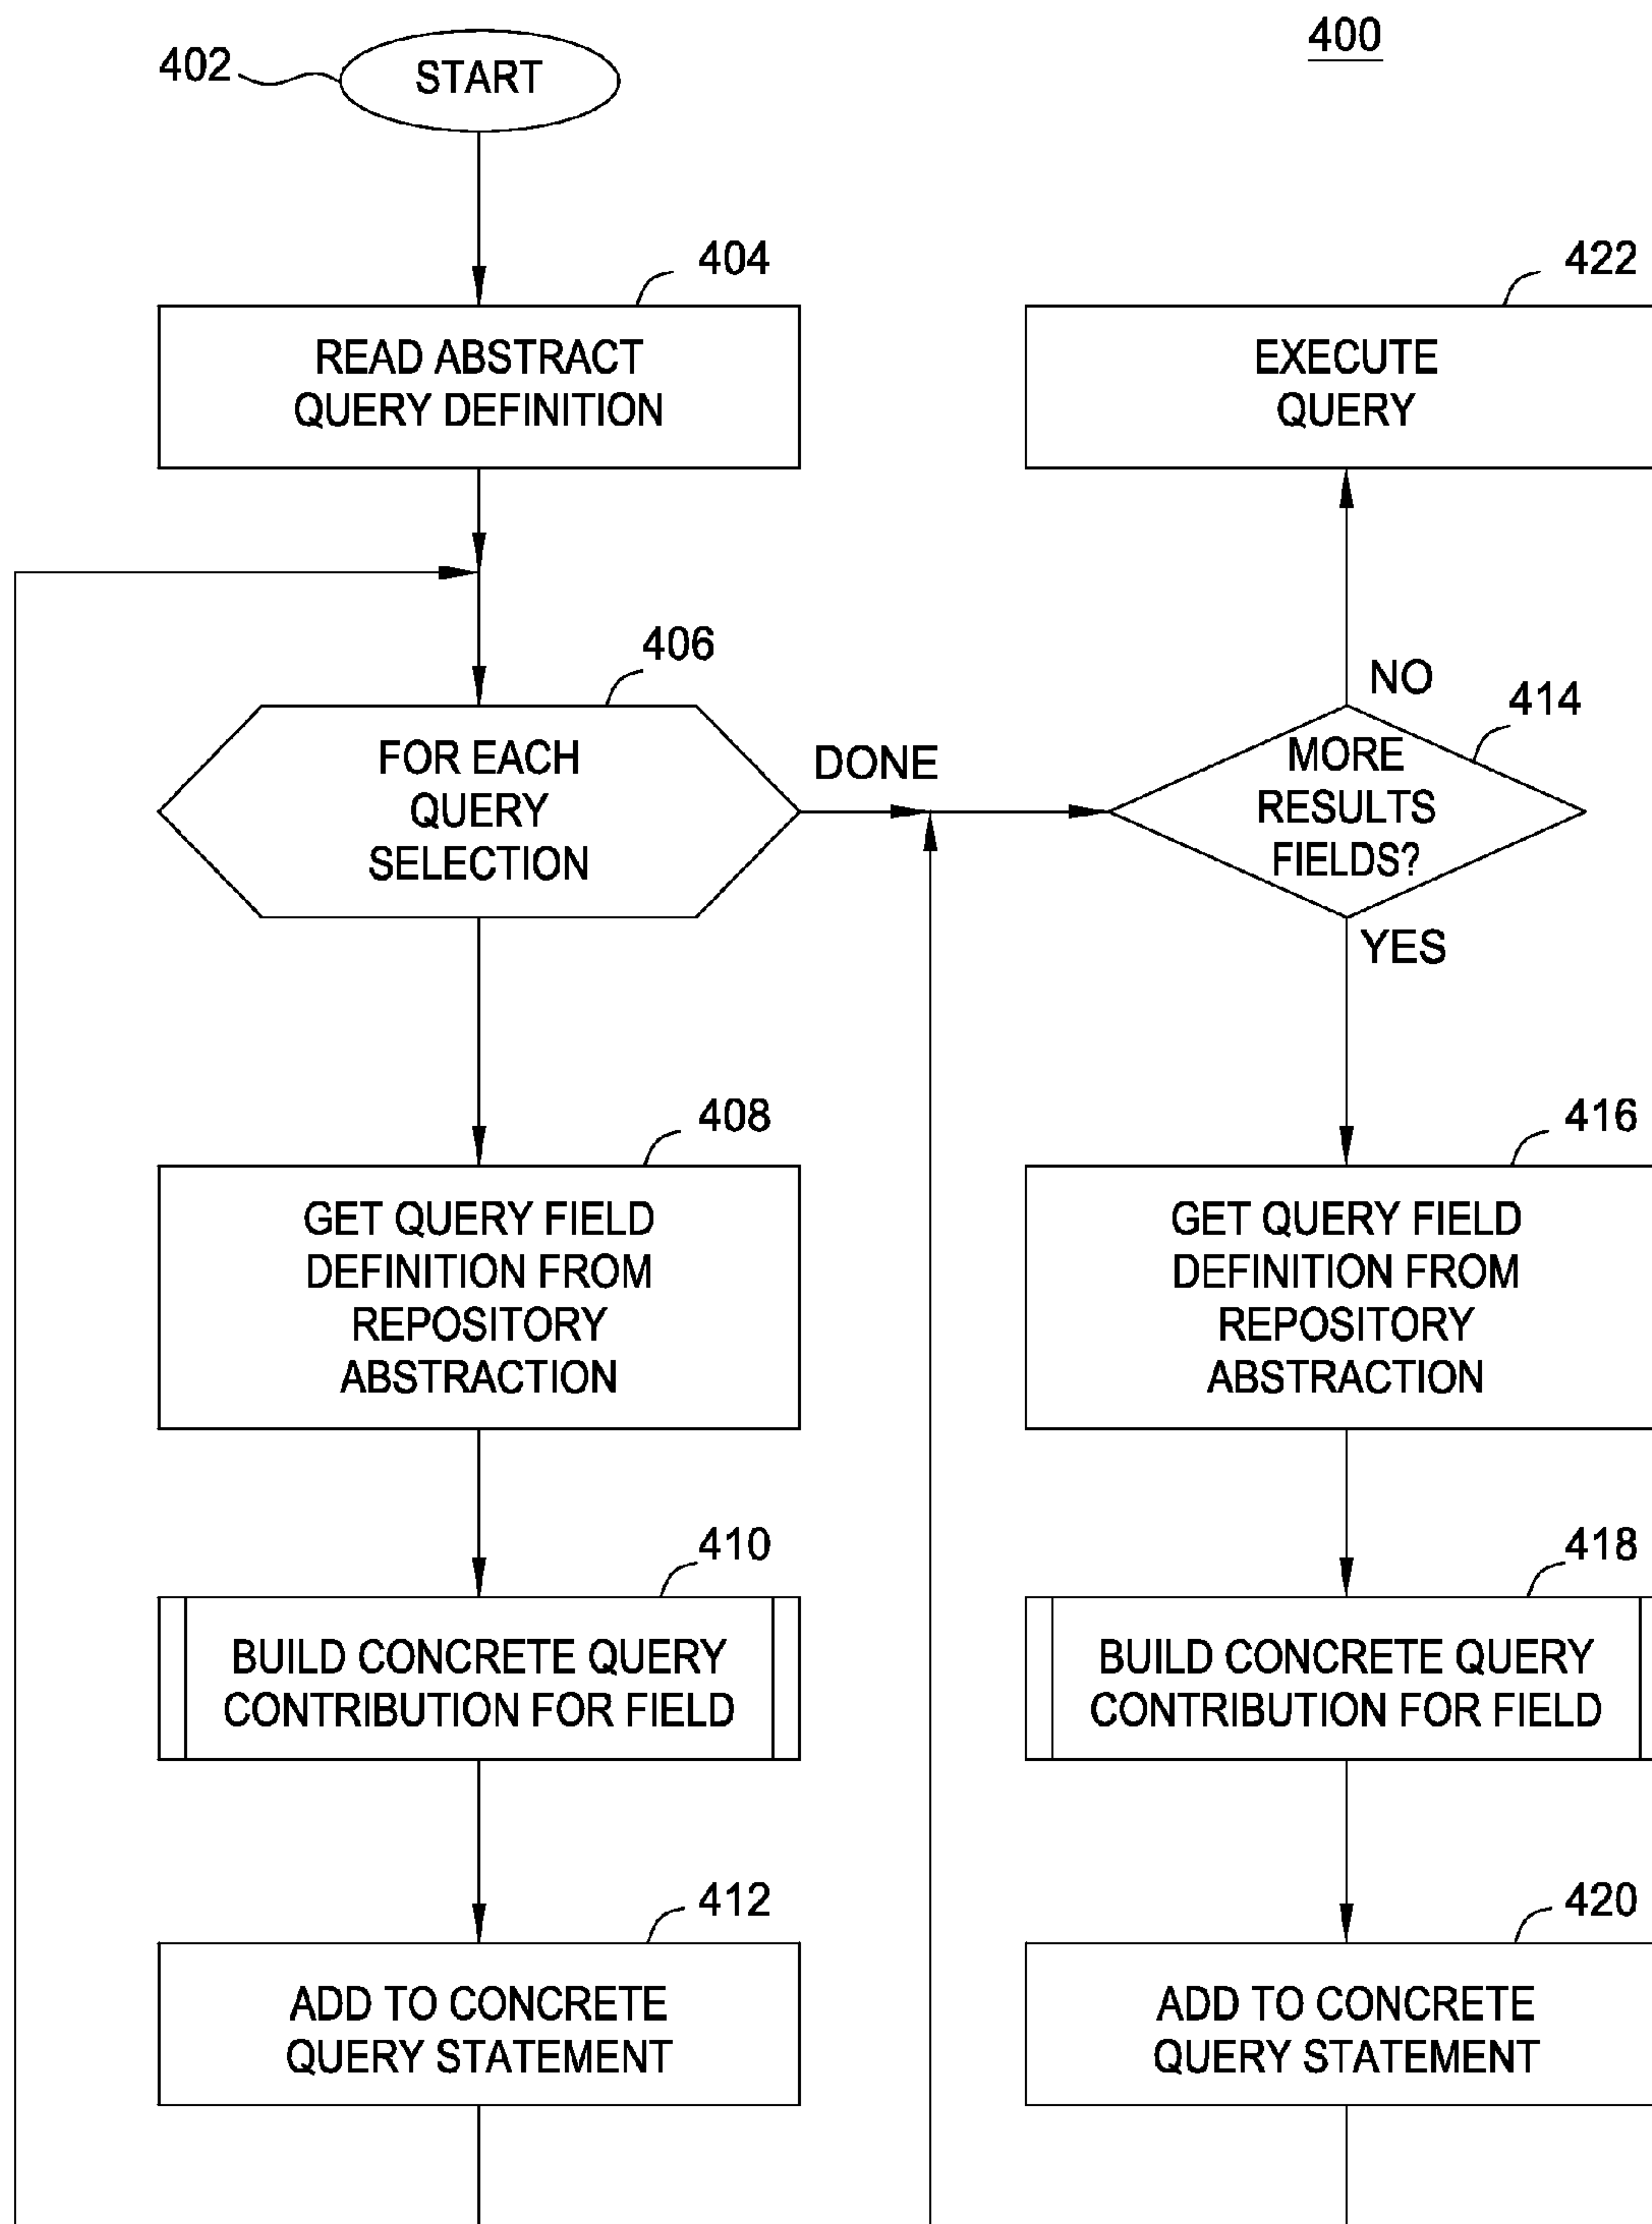 400
402
START
404
READ ABSTRACT
QUERY DEFINITION
422
EXECUTE
QUERY
406
FOR EACH
QUERY
SELECTION
DONE
NO
414
MORE
RESULTS
FIELDS?
YES
408
GET QUERY FIELD
DEFINITION FROM
REPOSITORY
ABSTRACTION
416
GET QUERY FIELD
DEFINITION FROM
REPOSITORY
ABSTRACTION
410
BUILD CONCRETE QUERY
CONTRIBUTION FOR FIELD
418
BUILD CONCRETE QUERY
CONTRIBUTION FOR FIELD
412
ADD TO CONCRETE
QUERY STATEMENT
420
ADD TO CONCRETE
QUERY STATEMENT